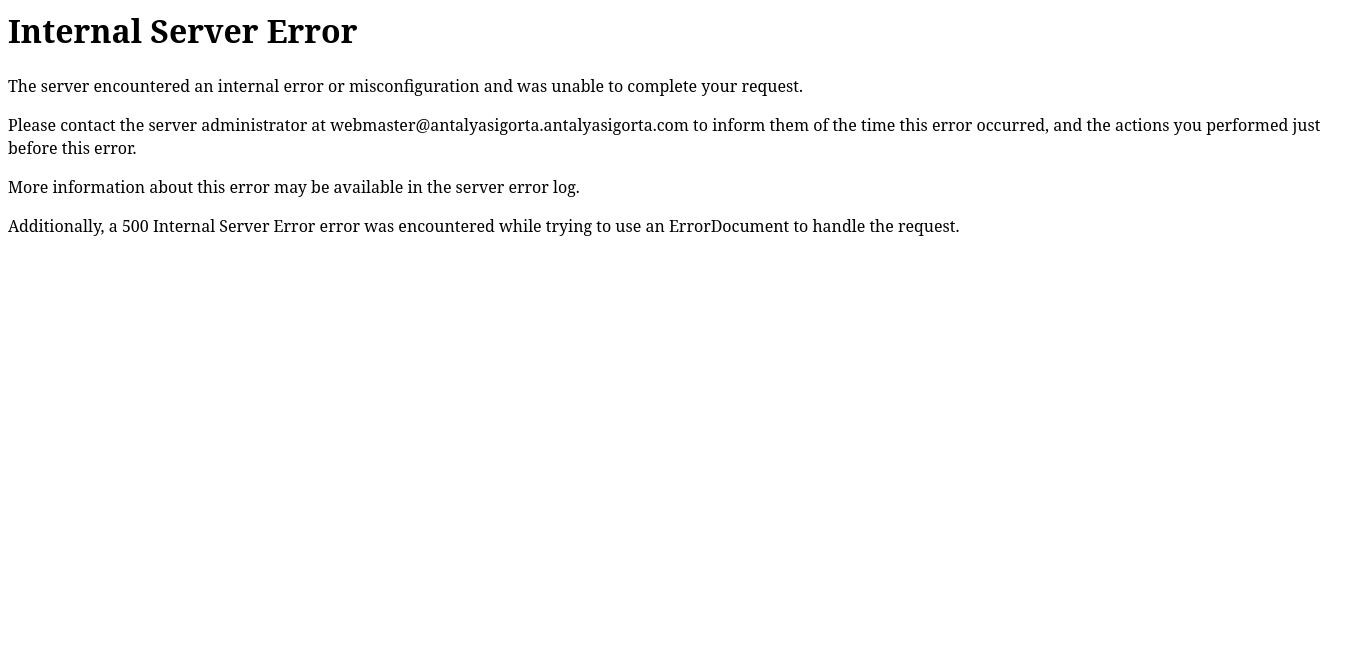 Internal Server Error
The server encountered an internal error or misconfiguration and was unable to complete your request.
Please contact the server administrator at webmaster@antalyasigorta.antalyasigorta.com to inform them of the time this error occurred, and the actions you performed just
before this error.
More information about this error may be available in the server error log.
Additionally, a 500 Internal Server Error error was encountered while trying to use an ErrorDocument to handle the request.